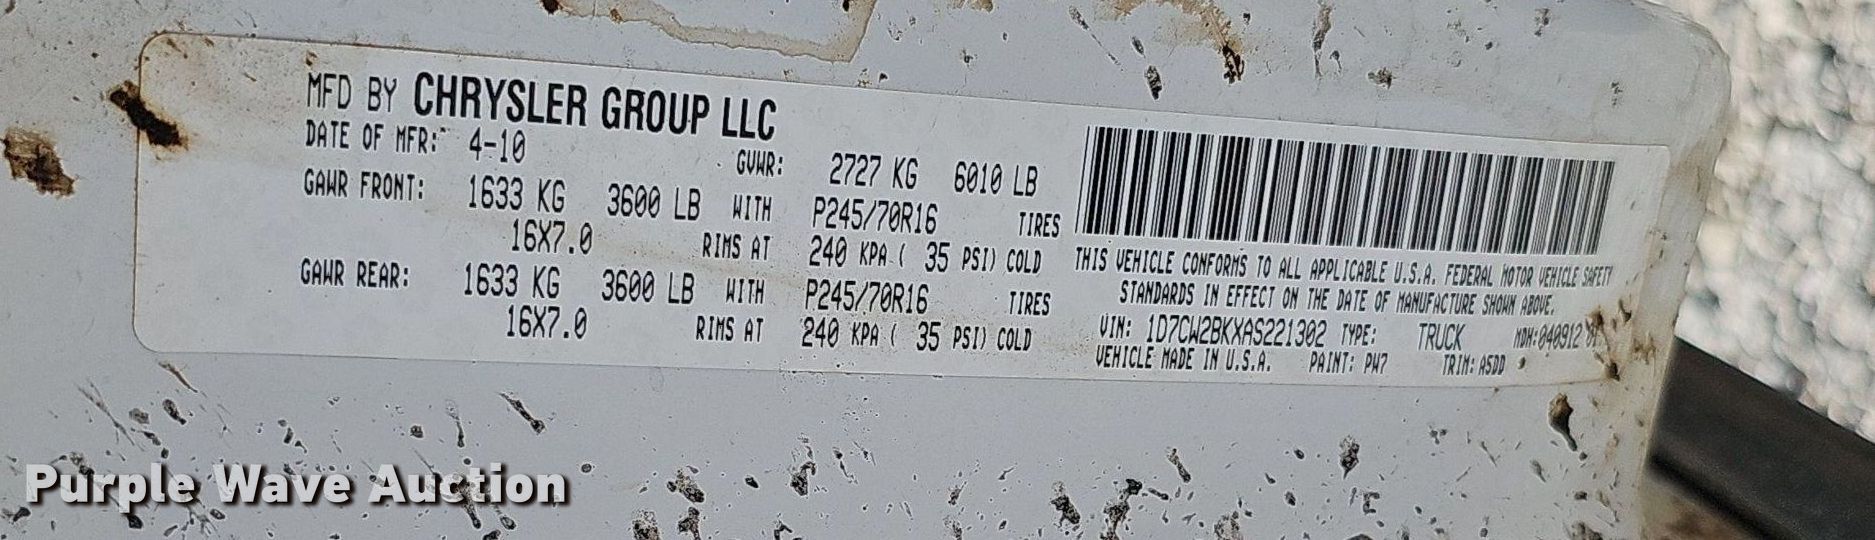 MFD BY CHRYSLER GROUP LLC
DATE OF MFR: 4-10 GVWR: 2727 KG 6010 LB
GAWR FRONT: 1633 KG 3600 LB WITH P245/70R16 TIRES
16X7.0 RIMS AT 240 KPA ( 35 PSI) COLD
GAWR REAR: 1633 KG 3600 LB WITH P245/70R16 TIRES
16X7.0 RIMS AT 240 KPA ( 35 PSI) COLD
THIS VEHICLE CONFORMS TO ALL APPLICABLE U.S.A. FEDERAL MOTOR VEHICLE SAFETY
STANDARDS IN EFFECT ON THE DATE OF MANUFACTURE SHOWN ABOVE.
VIN: 1D7CW2BKXAS221302 TYPE: TRUCK MDH: 040912
VEHICLE MADE IN U.S.A. PAINT: PW7 TRIM: A5DD
Purple Wave Auction